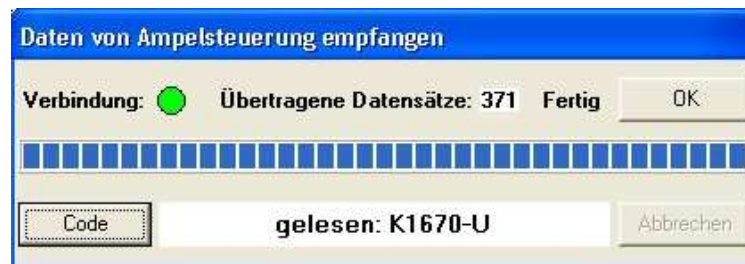 Daten von Ampelsteuerung empfangen
Verbindung: Übertragene Datensätze: 371 Fertig OK
Code gelesen: K1670-U Abbrechen